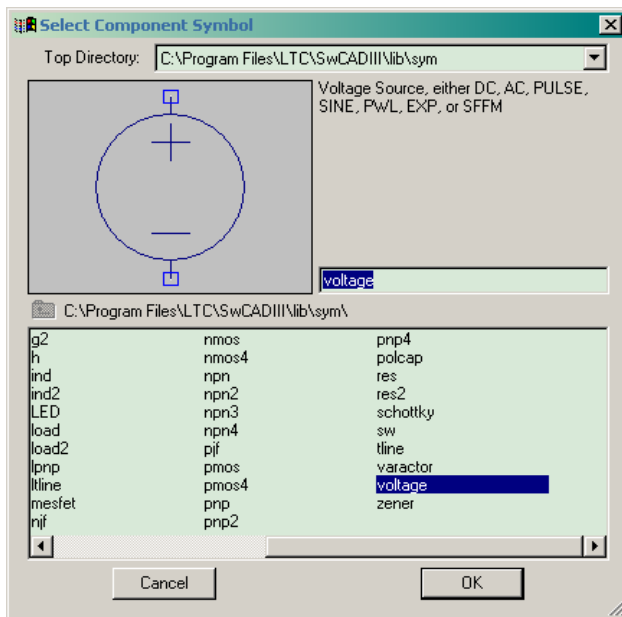 Select Component Symbol
Top Directory: C:\Program Files\LTC\SwCADIII\lib\sym
Voltage Source, either DC, AC, PULSE,
SINE, PWL, EXP, or SFFM
voltage
C:\Program Files\LTC\SwCADIII\lib\sym\
g2 nmos pnp4
h nmos4 polcap
ind npn res
ind2 npn2 res2
LED npn3 schottky
load npn4 sw
load2 pjf tline
lpnp pmos varactor
ltline pmos4 voltage
mesfet pnp zener
njf pnp2
Cancel OK